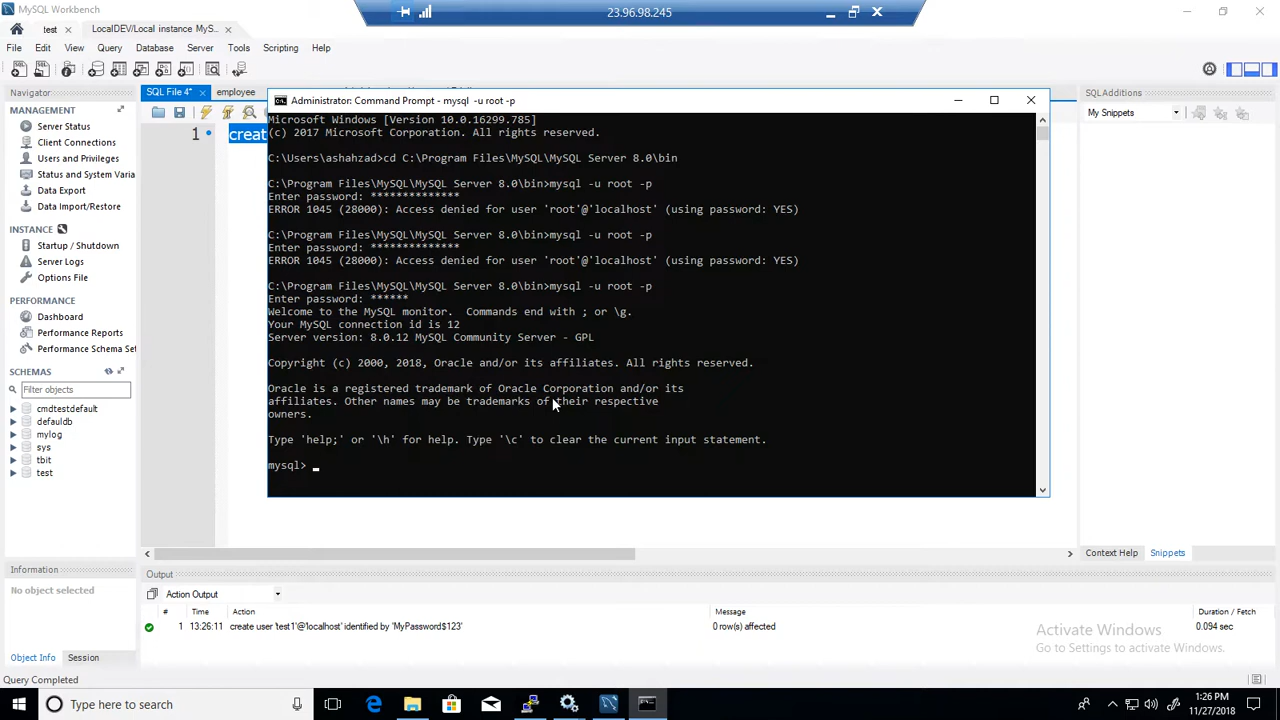 MySQL Workbench
23.96.98.245
test
LocalDEV/Local instance MyS...
File Edit View Query Database Server Tools Scripting Help
Navigator
SQL File 4*
employee
SQLAdditions
MANAGEMENT
Server Status
Client Connections
Users and Privileges
Status and System Varia
Data Export
Data Import/Restore
INSTANCE
Startup / Shutdown
Server Logs
Options File
PERFORMANCE
Dashboard
Performance Reports
Performance Schema Set
SCHEMAS
Filter objects
cmdtestdefault
defaultdb
mylog
sys
tbit
test
Information
No object selected
Object Info Session
Query Completed
1
creat
Administrator: Command Prompt - mysql -u root -p
Microsoft Windows [Version 10.0.16299.785]
(c) 2017 Microsoft Corporation. All rights reserved.
C:\Users\ashahzad>cd C:\Program Files\MySQL\MySQL Server 8.0\bin
C:\Program Files\MySQL\MySQL Server 8.0\bin>mysql -u root -p
Enter password: **************
ERROR 1045 (28000): Access denied for user 'root'@'localhost' (using password: YES)
C:\Program Files\MySQL\MySQL Server 8.0\bin>mysql -u root -p
Enter password: **************
ERROR 1045 (28000): Access denied for user 'root'@'localhost' (using password: YES)
C:\Program Files\MySQL\MySQL Server 8.0\bin>mysql -u root -p
Enter password: ******
Welcome to the MySQL monitor.  Commands end with ; or \g.
Your MySQL connection id is 12
Server version: 8.0.12 MySQL Community Server - GPL
Copyright (c) 2000, 2018, Oracle and/or its affiliates. All rights reserved.
Oracle is a registered trademark of Oracle Corporation and/or its
affiliates. Other names may be trademarks of their respective
owners.
Type 'help;' or '\h' for help. Type '\c' to clear the current input statement.
mysql> _
My Snippets
Context Help Snippets
Output
Action Output
# Time Action Message Duration / Fetch
1 13:26:11 create user 'test1'@'localhost' identified by 'MyPassword$123' 0 row(s) affected 0.094 sec
Activate Windows
Go to Settings to activate Windows.
Type here to search
1:26 PM
11/27/2018